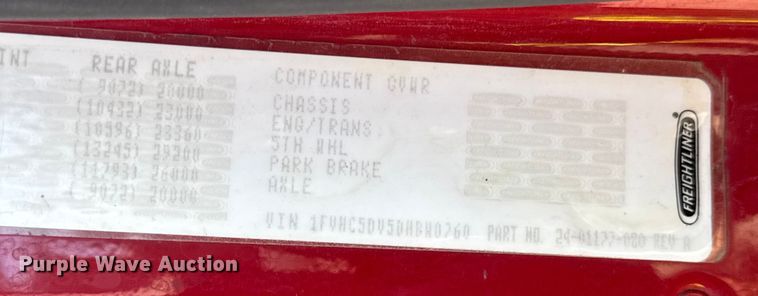 INT REAR AXLE COMPONENT GVWR
( 9072) 20000
(10432) 23000 CHASSIS
(10596) 23360 ENG/TRANS.
(13245) 29200 5TH WHL
(11793) 26000 PARK BRAKE
( 9072) 20000 AXLE
VIN 1FVHC5DV5DHBW0760 PART NO. 24-01177-080 REV A
FREIGHTLINER
Purple Wave Auction